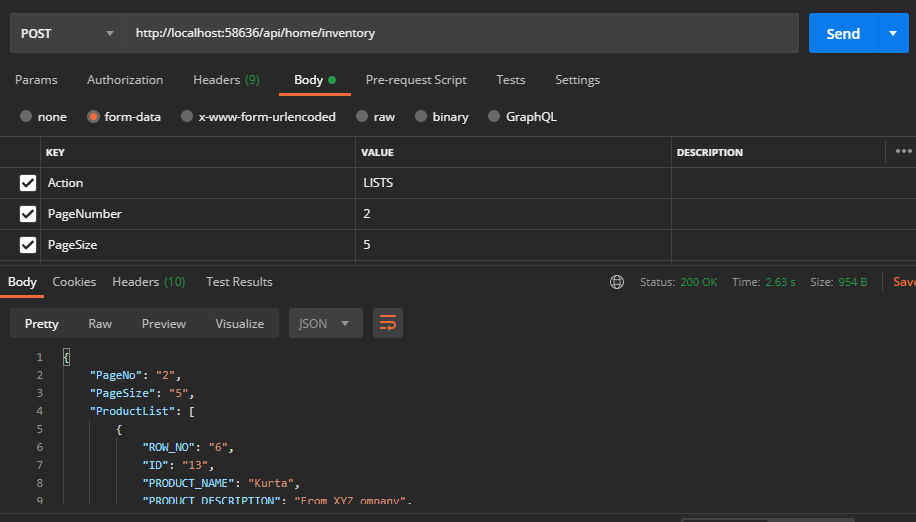 POST http://localhost:58636/api/home/inventory Send
Params Authorization Headers (9) Body Pre-request Script Tests Settings
none form-data x-www-form-urlencoded raw binary GraphQL
KEY VALUE DESCRIPTION •••
Action LISTS
PageNumber 2
PageSize 5
Body Cookies Headers (10) Test Results Status: 200 OK Time: 2.63 s Size: 954 B Save
Pretty Raw Preview Visualize JSON
1 {
2 "PageNo": "2",
3 "PageSize": "5",
4 "ProductList": [
5 {
6 "ROW_NO": "6",
7 "ID": "13",
8 "PRODUCT_NAME": "Kurta",
9 "PRODUCT_DESCRIPTION": "From XYZ ompany",